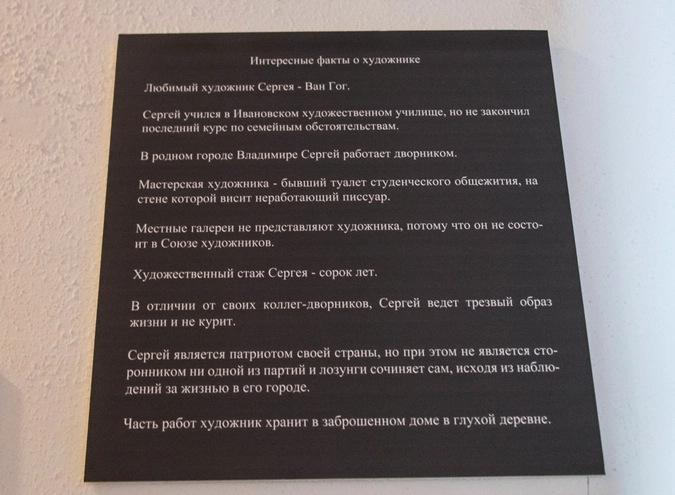 Интересные факты о художнике
Любимый художник Сергея - Ван Гог.
Сергей учился в Ивановском художественном училище, но не закончил
последний курс по семейным обстоятельствам.
В родном городе Владимире Сергей работает дворником.
Мастерская художника - бывший туалет студенческого общежития, на
стене которой висит неработающий писсуар.
Местные галереи не представляют художника, потому что он не состо-
ит в Союзе художников.
Художественный стаж Сергея - сорок лет.
В отличии от своих коллег-дворников, Сергей ведет трезвый образ
жизни и не курит.
Сергей является патриотом своей страны, но при этом не является сто-
ронником ни одной из партий и лозунги сочиняет сам, исходя из наблю-
дений за жизнью в его городе.
Часть работ художник хранит в заброшенном доме в глухой деревне.